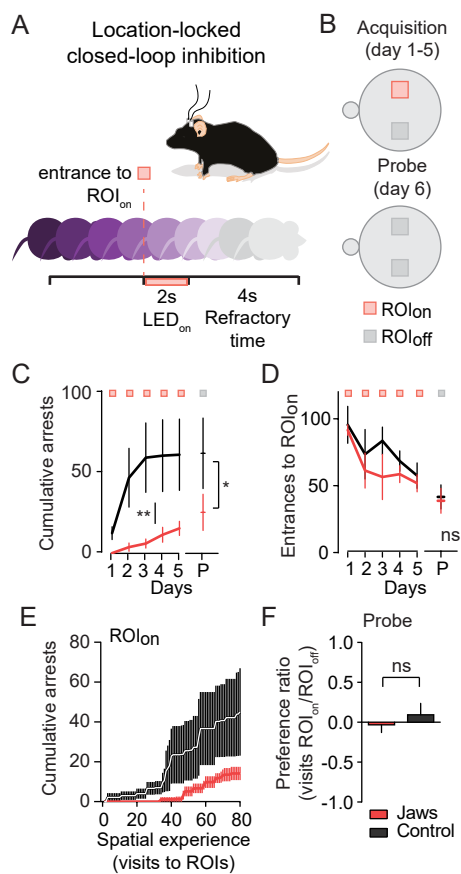 A
Location-locked
closed-loop inhibition
entrance to
ROIon
2s
LEDon
4s
Refractory
time
B
Acquisition
(day 1-5)
Probe
(day 6)
ROIon
ROIoff
C
Cumulative arrests
100
50
0
**
*
1 2 3 4 5 P
Days
D
Entrances to ROIon
100
50
0
ns
1 2 3 4 5 P
Days
E
ROIon
Cumulative arrests
80
60
40
20
0
0 20 40 60 80
Spatial experience
(visits to ROIs)
F
Probe
Preference ratio
(visits ROIon/ROIoff)
1.0
0.5
0.0
-0.5
-1.0
ns
Jaws
Control